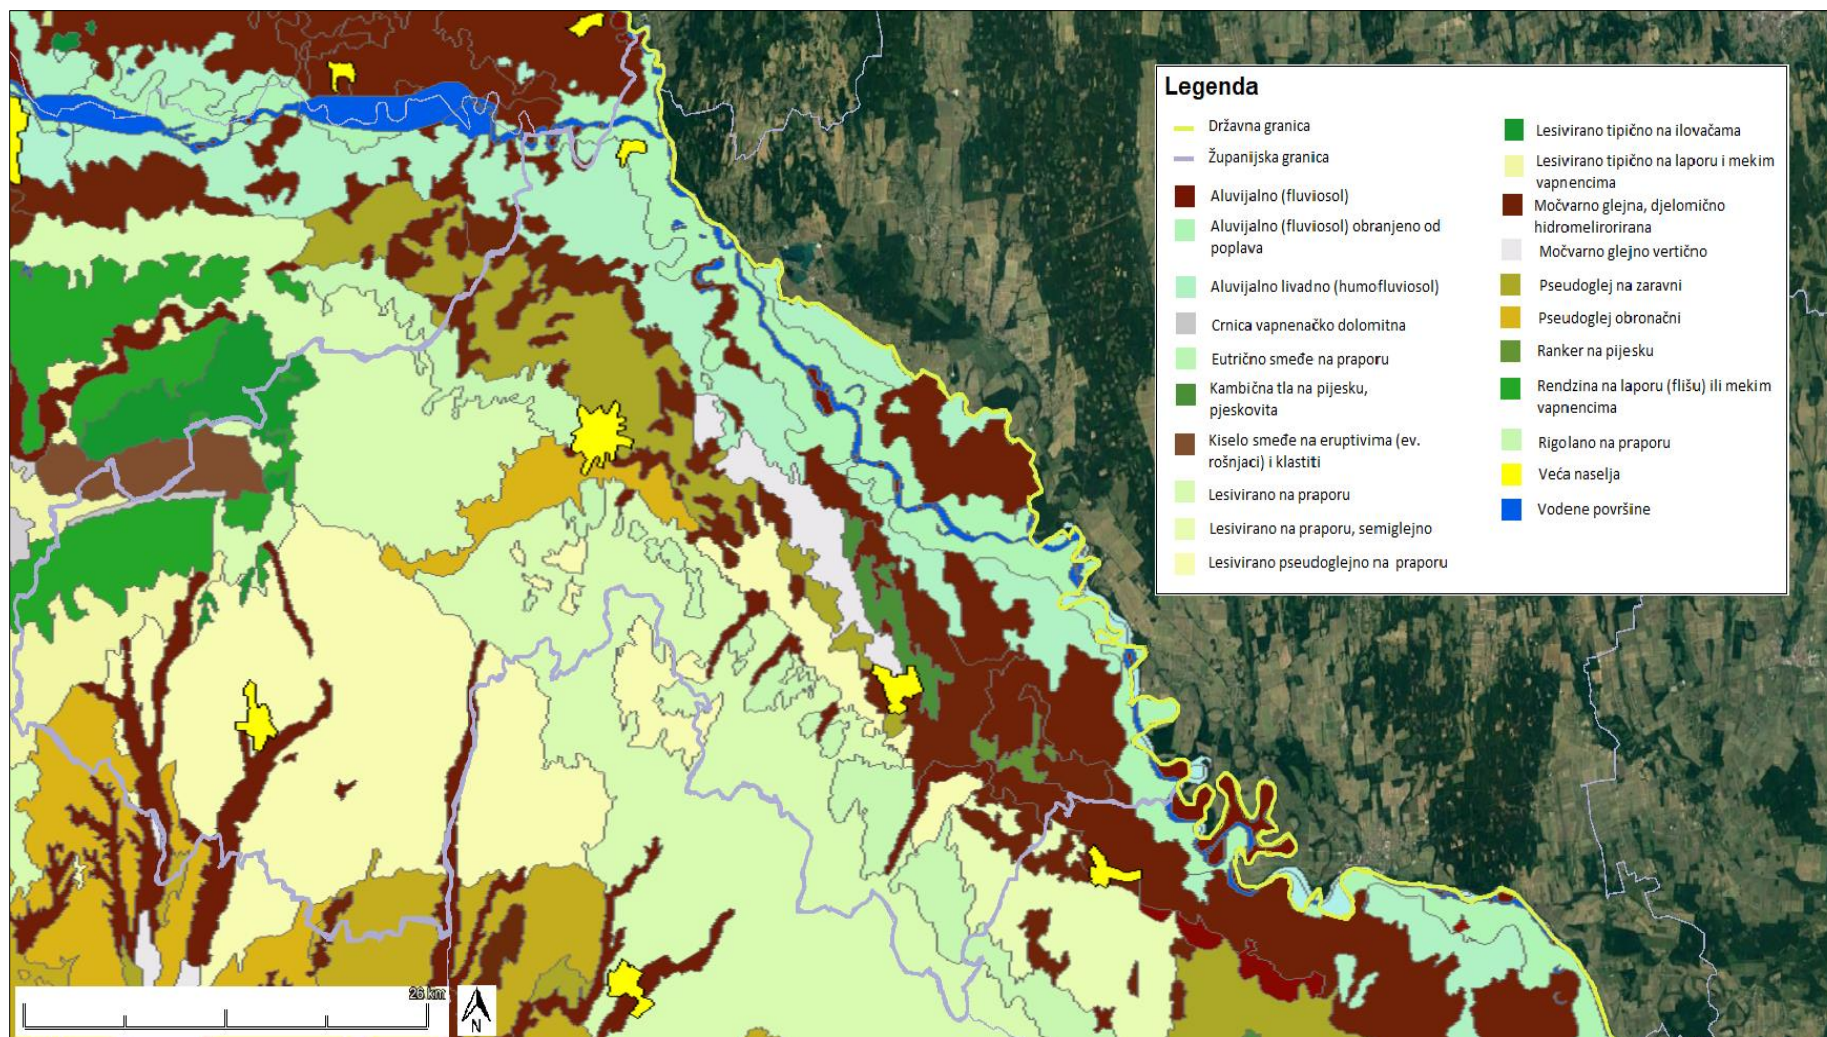 Legenda
Državna granica
Županijska granica
Aluvijalno (fluviosol)
Aluvijalno (fluviosol) obranjeno od
poplava
Aluvijalno livadno (humofluviosol)
Crnica vapnenačko dolomitna
Eutrično smeđe na praporu
Kambična tla na pijesku,
pjeskovita
Kiselo smeđe na eruptivima (ev.
rošnjaci) i klastiti
Lesivirano na praporu
Lesivirano na praporu, semiglejno
Lesivirano pseudoglejno na praporu
Lesivirano tipično na ilovačama
Lesivirano tipično na laporu i mekim
vapnencima
Močvarno glejna, djelomično
hidromelirorirana
Močvarno glejno vertično
Pseudoglej na zaravni
Pseudoglej obronačni
Ranker na pijesku
Rendzina na laporu (flišu) ili mekim
vapnencima
Rigolano na praporu
Veća naselja
Vodene površine
26 km
N